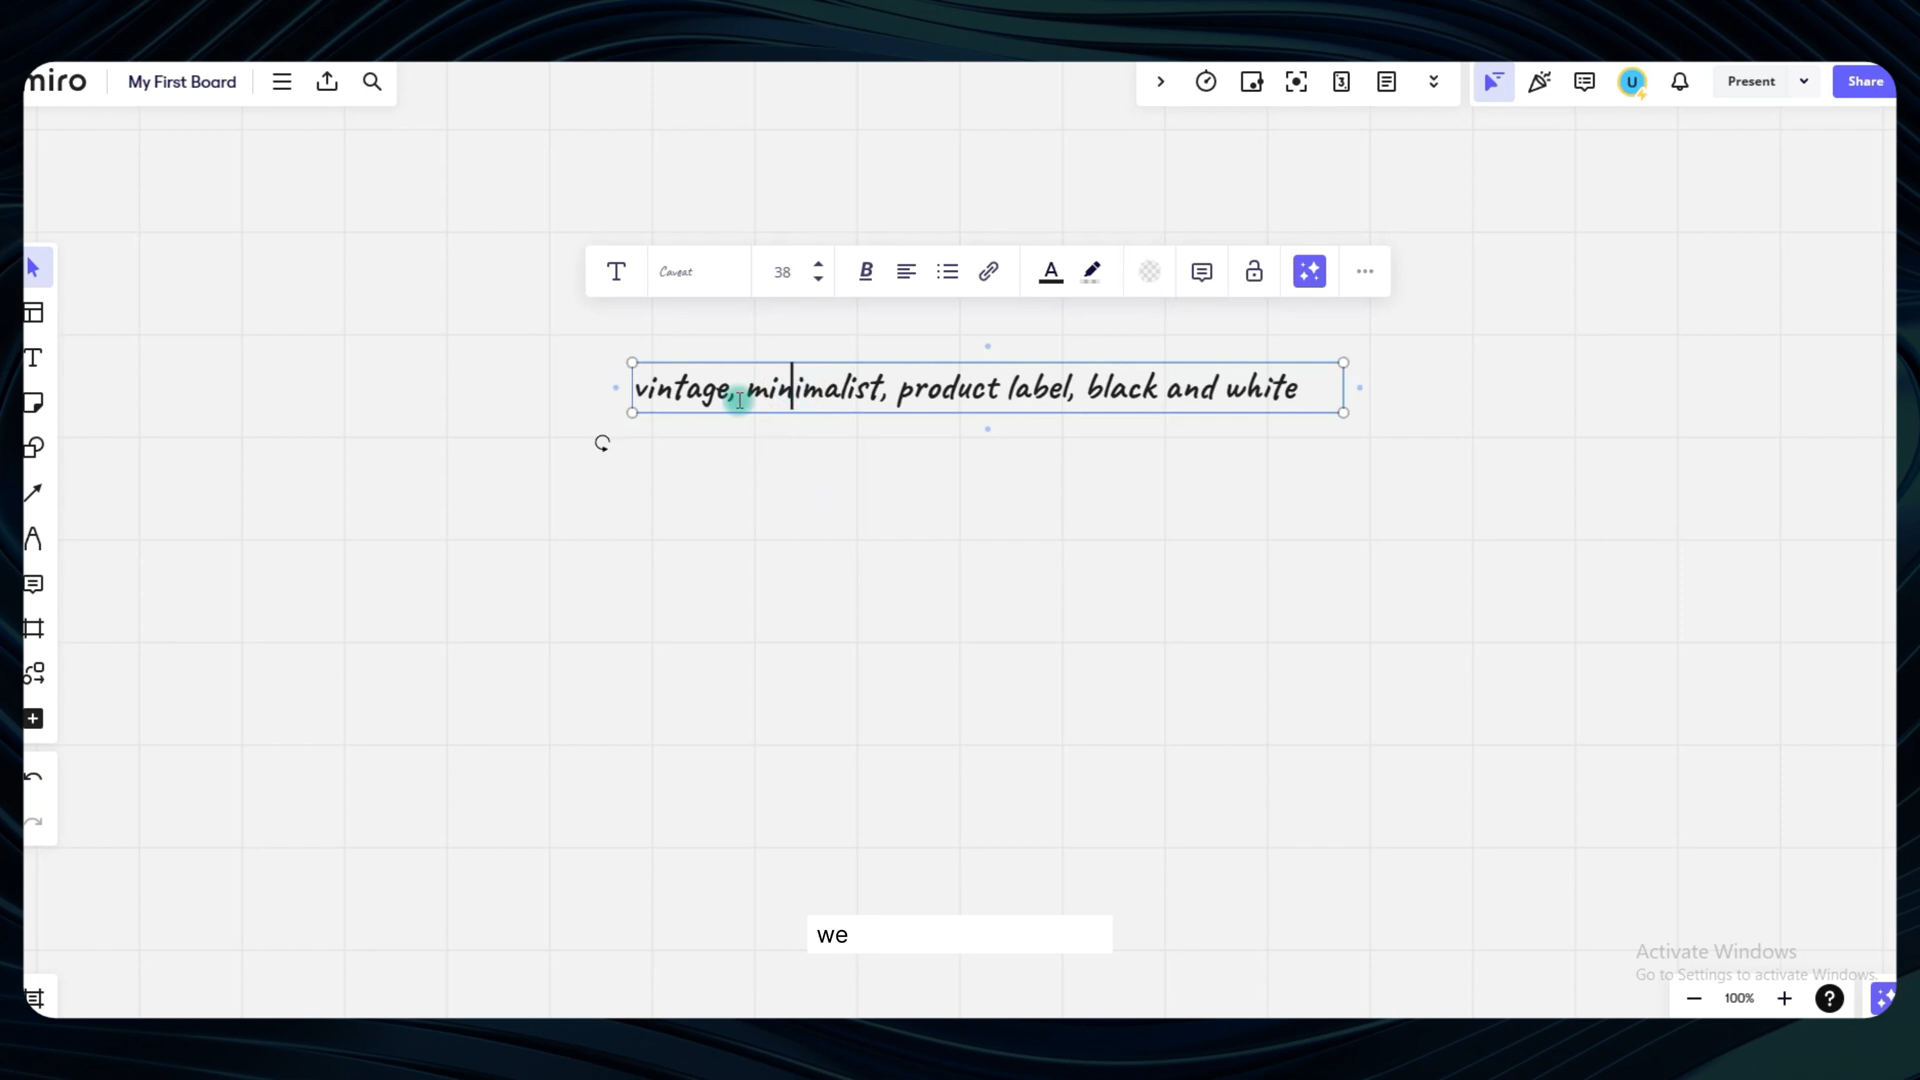 miro My First Board Present Share
Caveat 38 B A
vintage, minimalist, product label, black and white
we
Activate Windows
Go to Settings to activate Windows.
100%